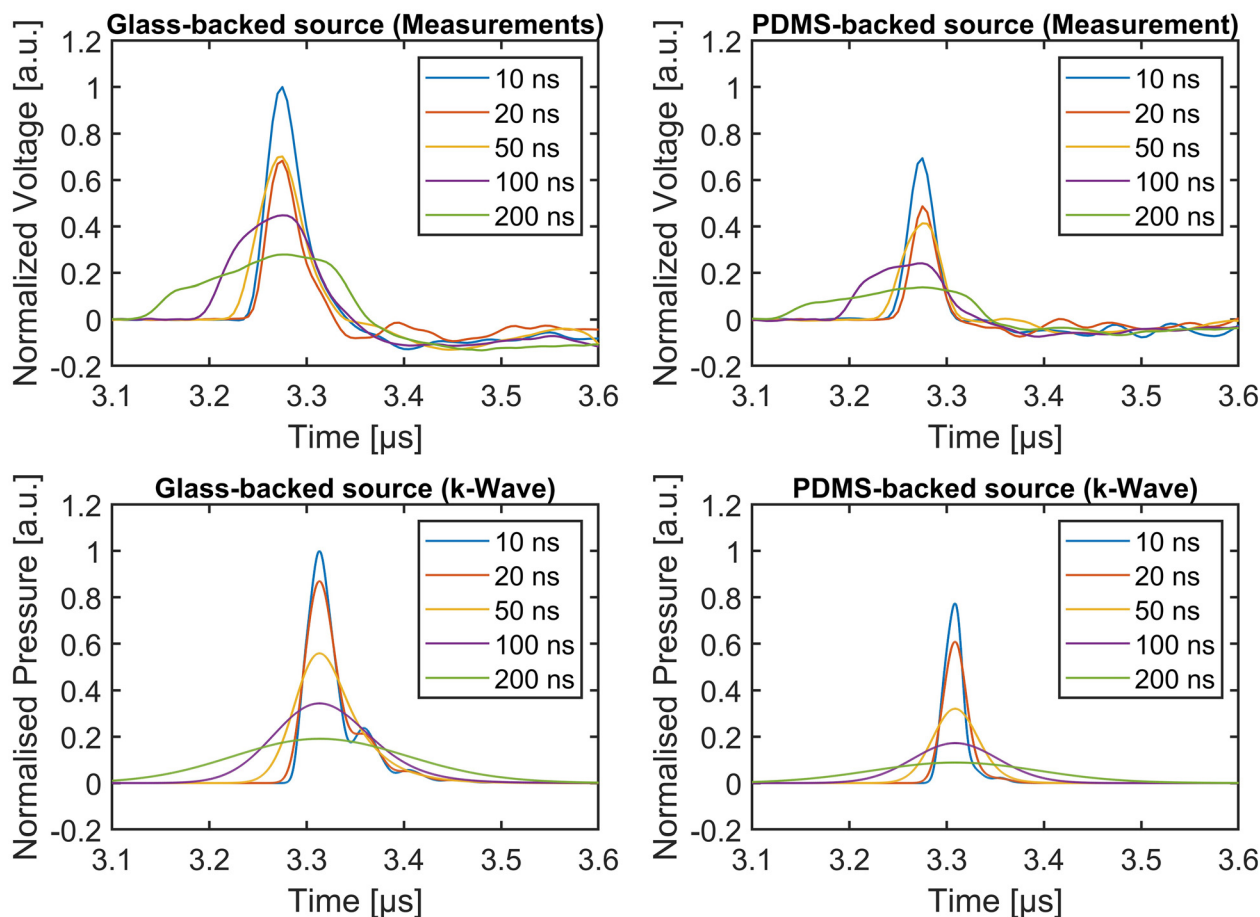 Glass-backed source (Measurements)
Normalized Voltage [a.u.]
1.2
1
0.8
0.6
0.4
0.2
0
-0.2
10 ns
20 ns
50 ns
100 ns
200 ns
3.1 3.2 3.3 3.4 3.5 3.6
Time [µs]
PDMS-backed source (Measurement)
Normalized Voltage [a.u.]
1.2
1
0.8
0.6
0.4
0.2
0
-0.2
10 ns
20 ns
50 ns
100 ns
200 ns
3.1 3.2 3.3 3.4 3.5 3.6
Time [µs]
Glass-backed source (k-Wave)
Normalised Pressure [a.u.]
1.2
1
0.8
0.6
0.4
0.2
0
-0.2
10 ns
20 ns
50 ns
100 ns
200 ns
3.1 3.2 3.3 3.4 3.5 3.6
Time [µs]
PDMS-backed source (k-Wave)
Normalised Pressure [a.u.]
1.2
1
0.8
0.6
0.4
0.2
0
-0.2
10 ns
20 ns
50 ns
100 ns
200 ns
3.1 3.2 3.3 3.4 3.5 3.6
Time [µs]